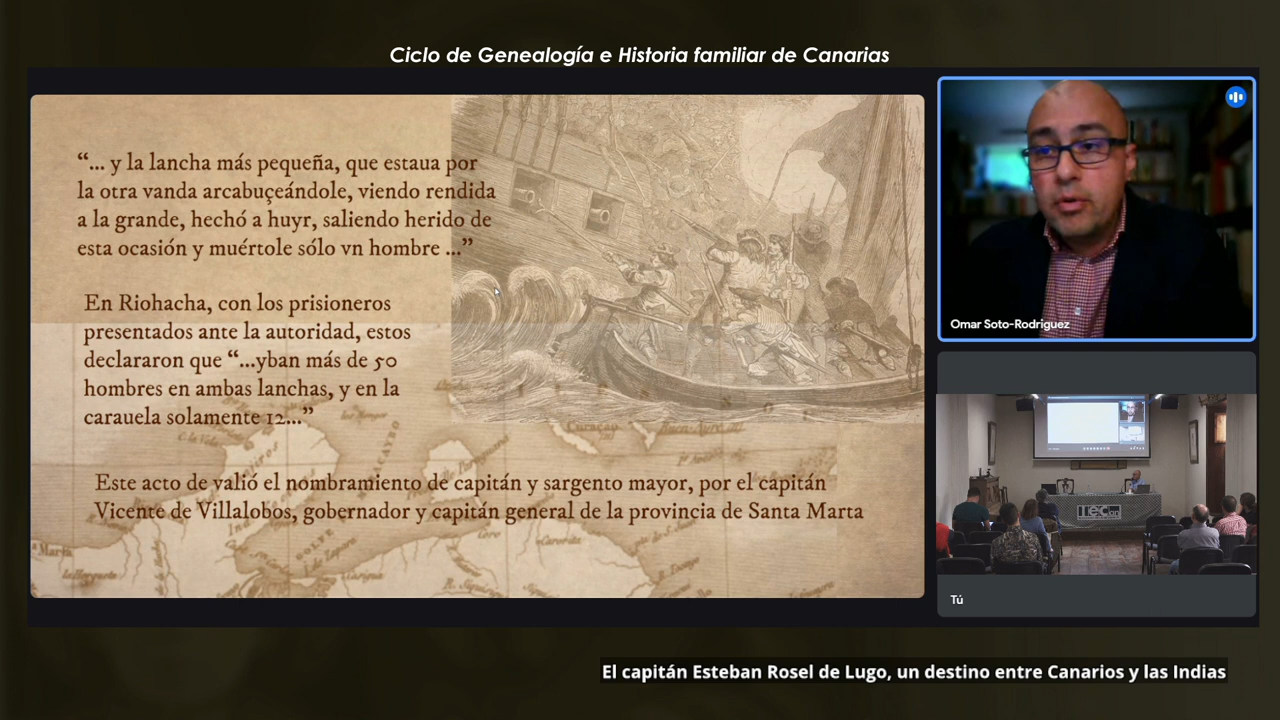 Ciclo de Genealogía e Historia familiar de Canarias
“... y la lancha más pequeña, que estaua por
la otra vanda arcabuçeándole, viendo rendida
a la grande, hechó a huyr, saliendo herido de
esta ocasión y muértole sólo vn hombre ...”
En Riohacha, con los prisioneros
presentados ante la autoridad, estos
declararon que “...yban más de 50
hombres en ambas lanchas, y en la
carauela solamente 12...”
Este acto de valió el nombramiento de capitán y sargento mayor, por el capitán
Vicente de Villalobos, gobernador y capitán general de la provincia de Santa Marta
Curaçao
Coro
Omar Soto-Rodriguez
Tú
El capitán Esteban Rosel de Lugo, un destino entre Canarios y las Indias